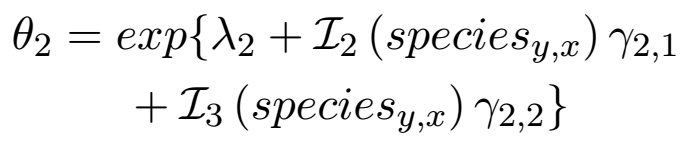 θ₂ = exp{λ₂ + ℐ₂ (species_{y,x}) γ_{2,1}
+ ℐ₃ (species_{y,x}) γ_{2,2}}